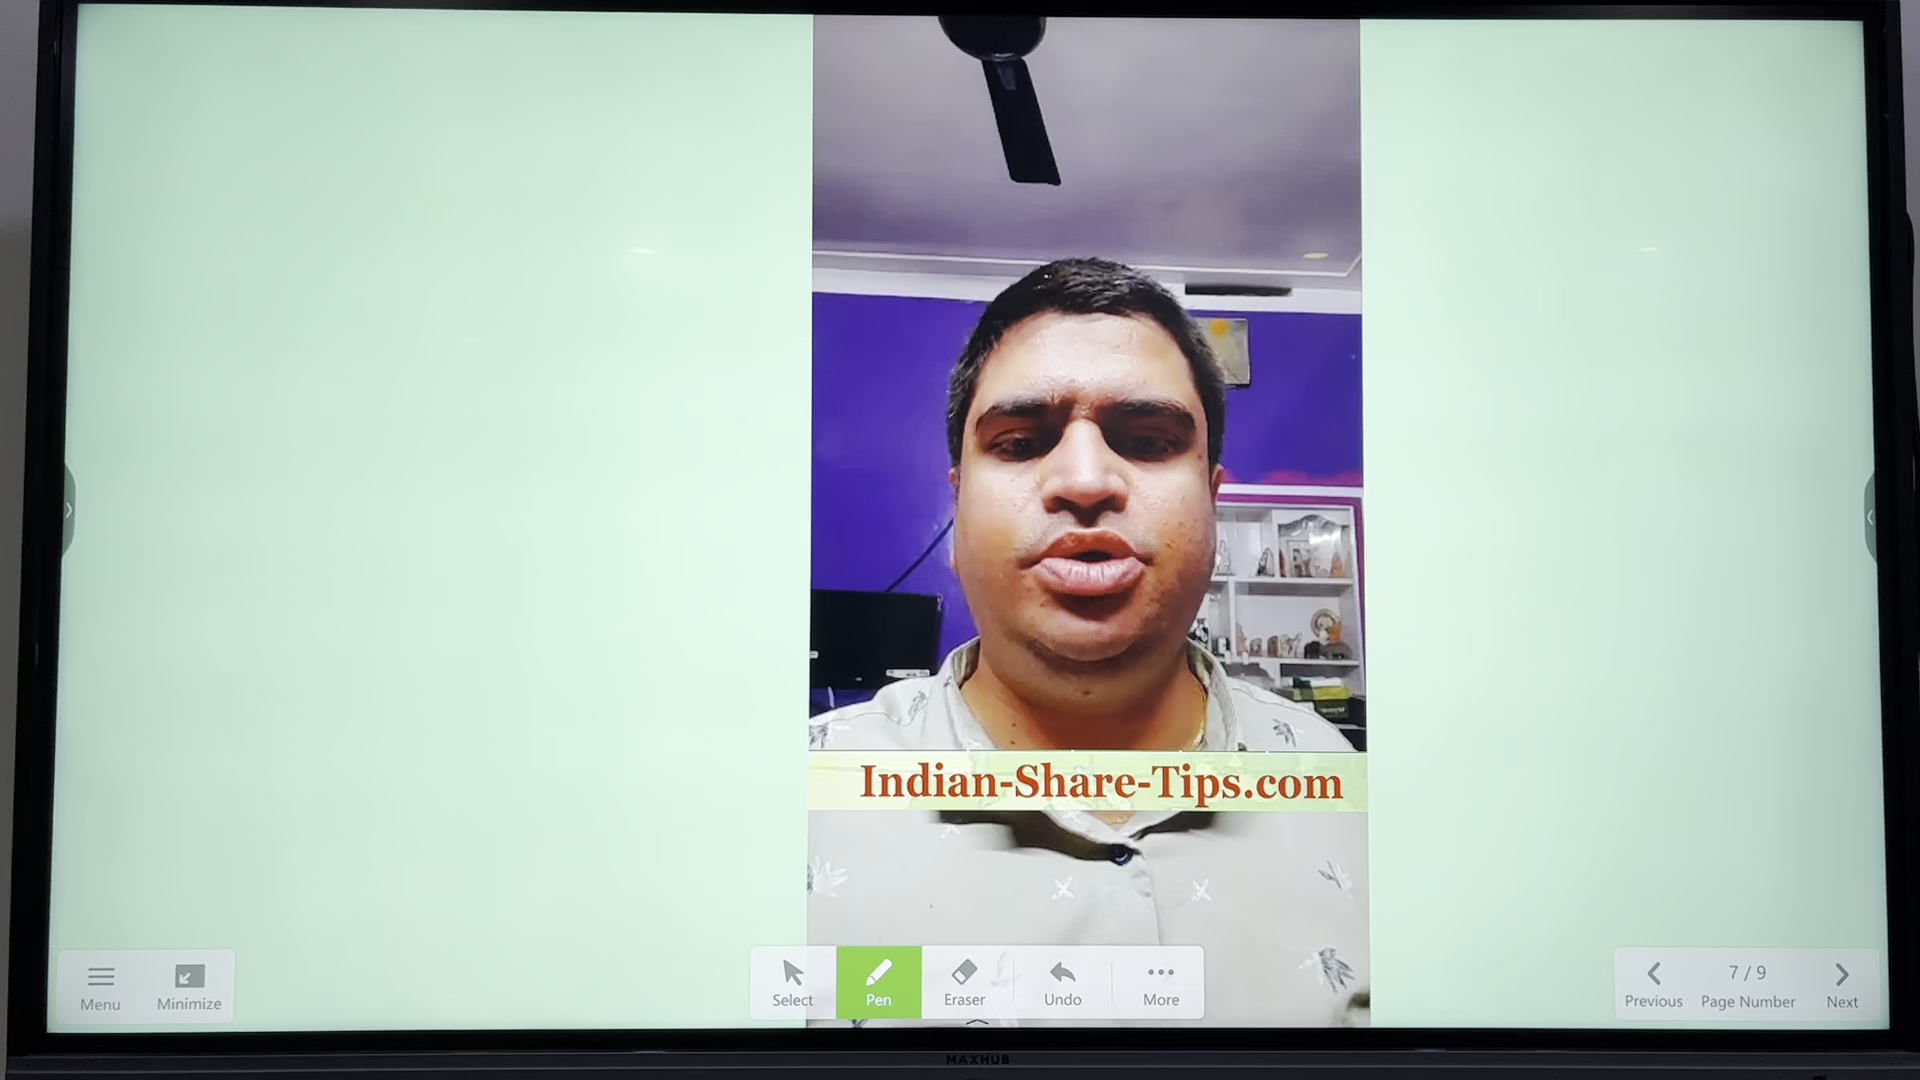 Indian-Share-Tips.com
Menu
Minimize
Select
Pen
Eraser
Undo
More
7 / 9
Previous
Page Number
Next
MAXHUB